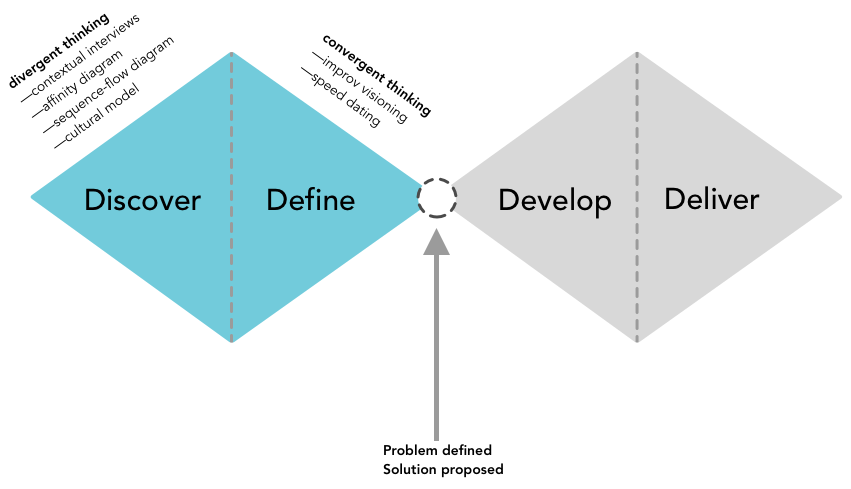 divergent thinking
—contextual interviews
—affinity diagram
—sequence-flow diagram
—cultural model
convergent thinking
—improv visioning
—speed dating
Discover
Define
Develop
Deliver
Problem defined
Solution proposed